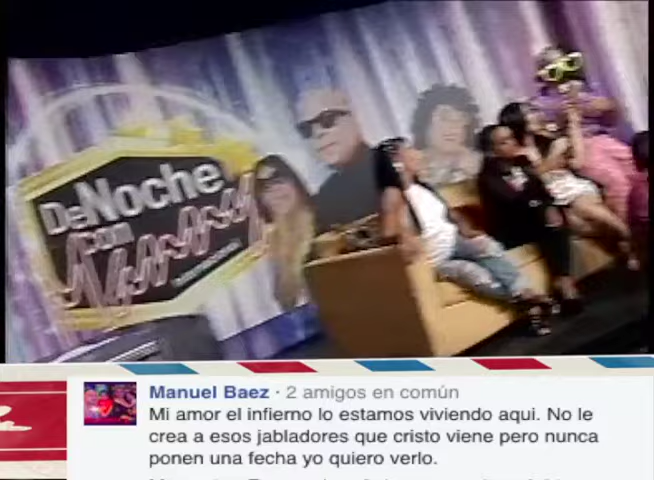 DeNoche
con
Manuel Baez · 2 amigos en común
Mi amor el infierno lo estamos viviendo aqui. No le
crea a esos jabladores que cristo viene pero nunca
ponen una fecha yo quiero verlo.